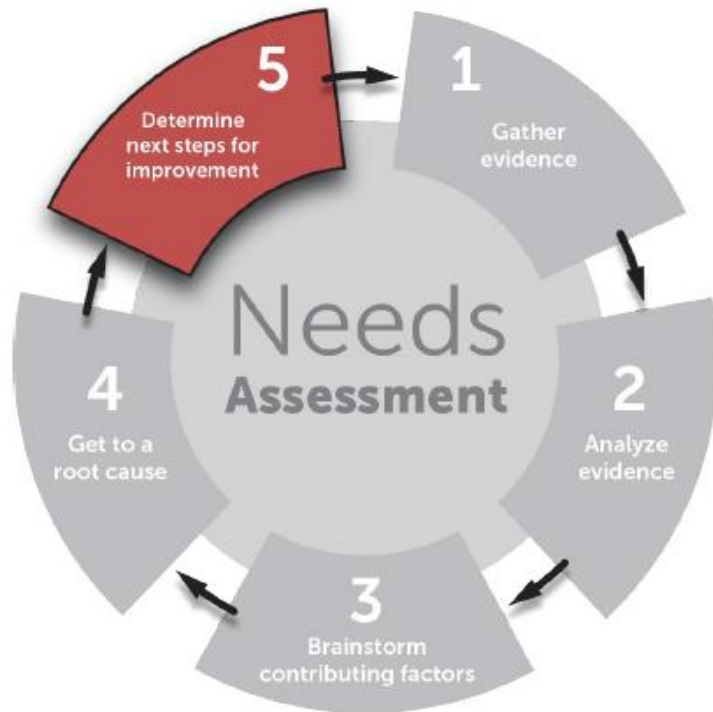 Needs
Assessment
1
Gather
evidence
2
Analyze
evidence
3
Brainstorm
contributing factors
4
Get to a
root cause
5
Determine
next steps for
improvement